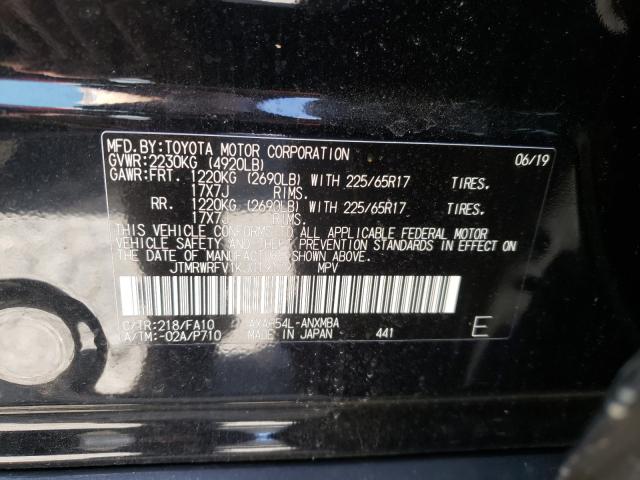 MFD.BY:TOYOTA MOTOR CORPORATION 06/19
GVWR:2230KG (4920LB)
GAWR:FRT. 1220KG (2690LB) WITH 225/65R17 TIRES.
17X7J RIMS.
RR. 1220KG (2690LB) WITH 225/65R17 TIRES.
17X7J RIMS.
THIS VEHICLE CONFORMS TO ALL APPLICABLE FEDERAL MOTOR
VEHICLE SAFETY AND THEFT PREVENTION STANDARDS IN EFFECT ON
THE DATE OF MANUFACTURE SHOWN ABOVE.
MPV
C/TR:218/FA10
A/TM:-02A/P710 MADE IN JAPAN 441 E